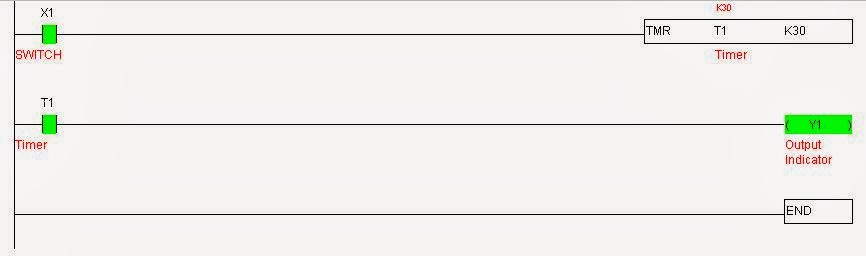 X1
K30
TMR T1 K30
SWITCH
Timer
T1
( Y1 )
Timer
Output
Indicator
END